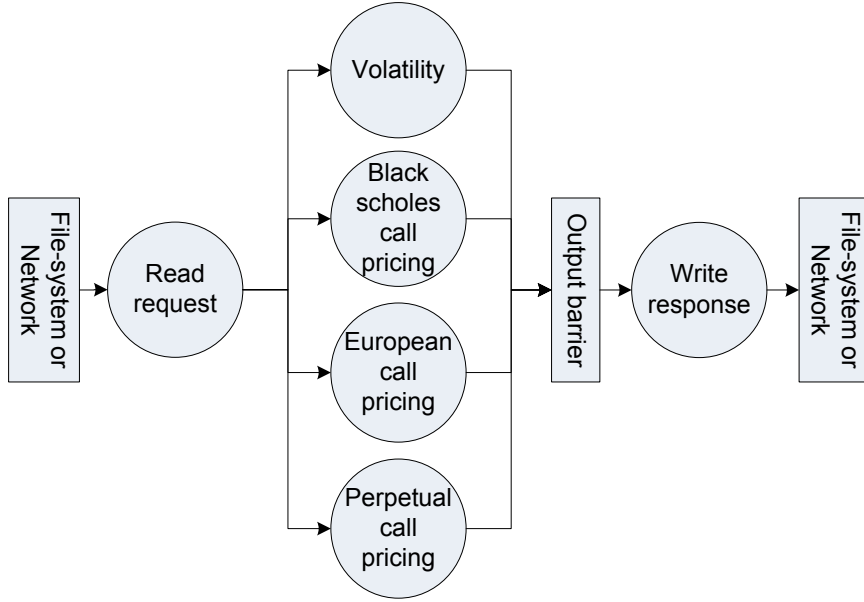 File-system or
Network
Read
request
Volatility
Black
scholes
call
pricing
European
call
pricing
Perpetual
call
pricing
Output barrier
Write
response
File-system or
Network